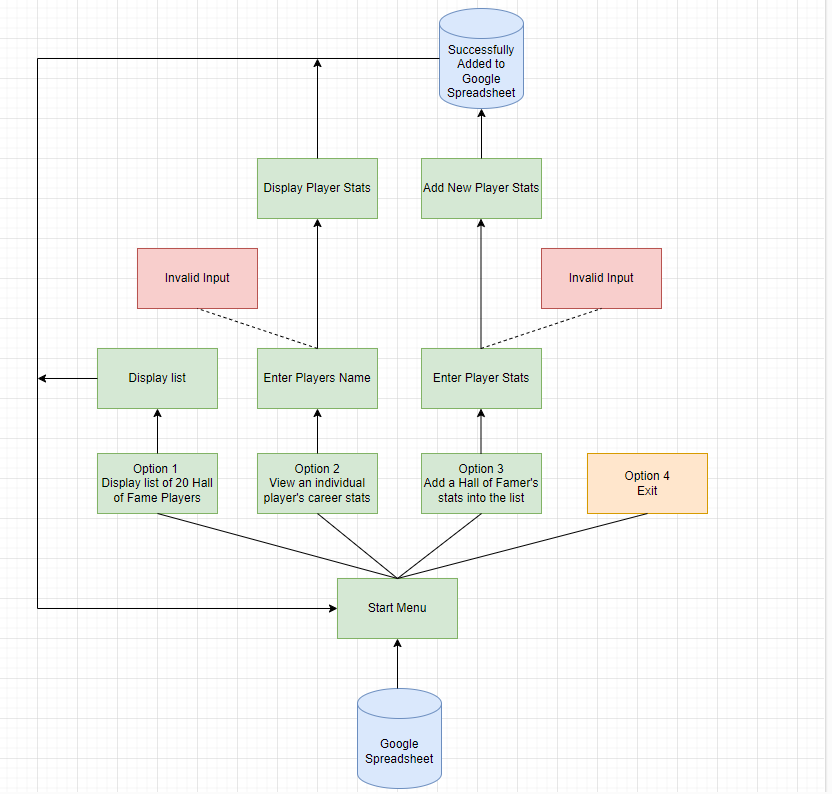 Successfully
Added to
Google
Spreadsheet
Display Player Stats
Add New Player Stats
Invalid Input
Invalid Input
Display list
Enter Players Name
Enter Player Stats
Option 1
Display list of 20 Hall
of Fame Players
Option 2
View an individual
player's career stats
Option 3
Add a Hall of Famer's
stats into the list
Option 4
Exit
Start Menu
Google
Spreadsheet